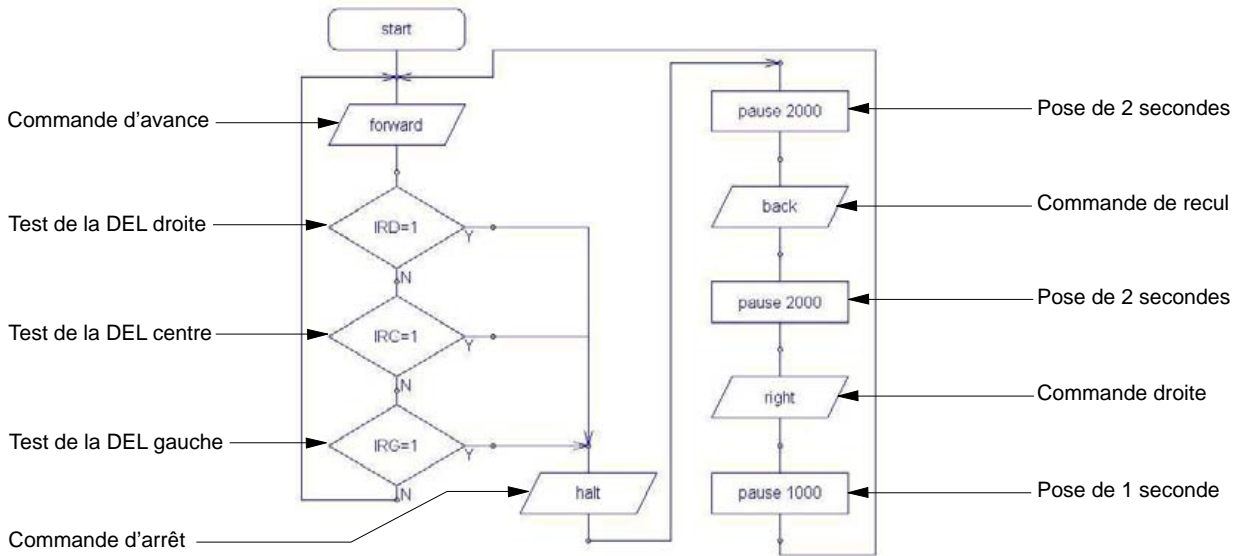 start
Commande d'avance
forward
Test de la DEL droite
IRD=1
Y
N
Test de la DEL centre
IRC=1
Y
N
Test de la DEL gauche
IRG=1
Y
N
halt
Commande d'arrêt
pause 2000
Pose de 2 secondes
back
Commande de recul
pause 2000
Pose de 2 secondes
right
Commande droite
pause 1000
Pose de 1 seconde